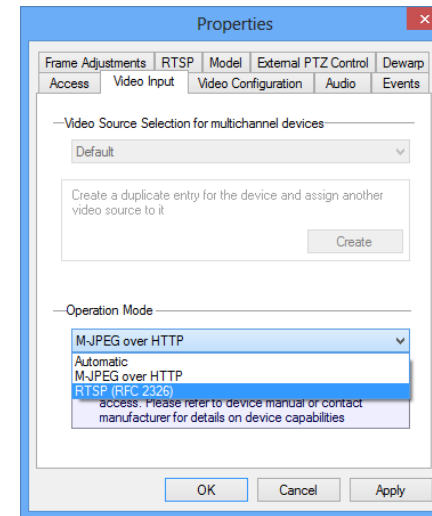 Properties
Frame Adjustments RTSP Model External PTZ Control Dewarp
Access Video Input Video Configuration Audio Events
Video Source Selection for multichannel devices
Default
Create a duplicate entry for the device and assign another
video source to it
Create
Operation Mode
M-JPEG over HTTP
Automatic
M-JPEG over HTTP
RTSP (RFC 2326)
access. Please refer to device manual or contact
manufacturer for details on device capabilities
OK Cancel Apply